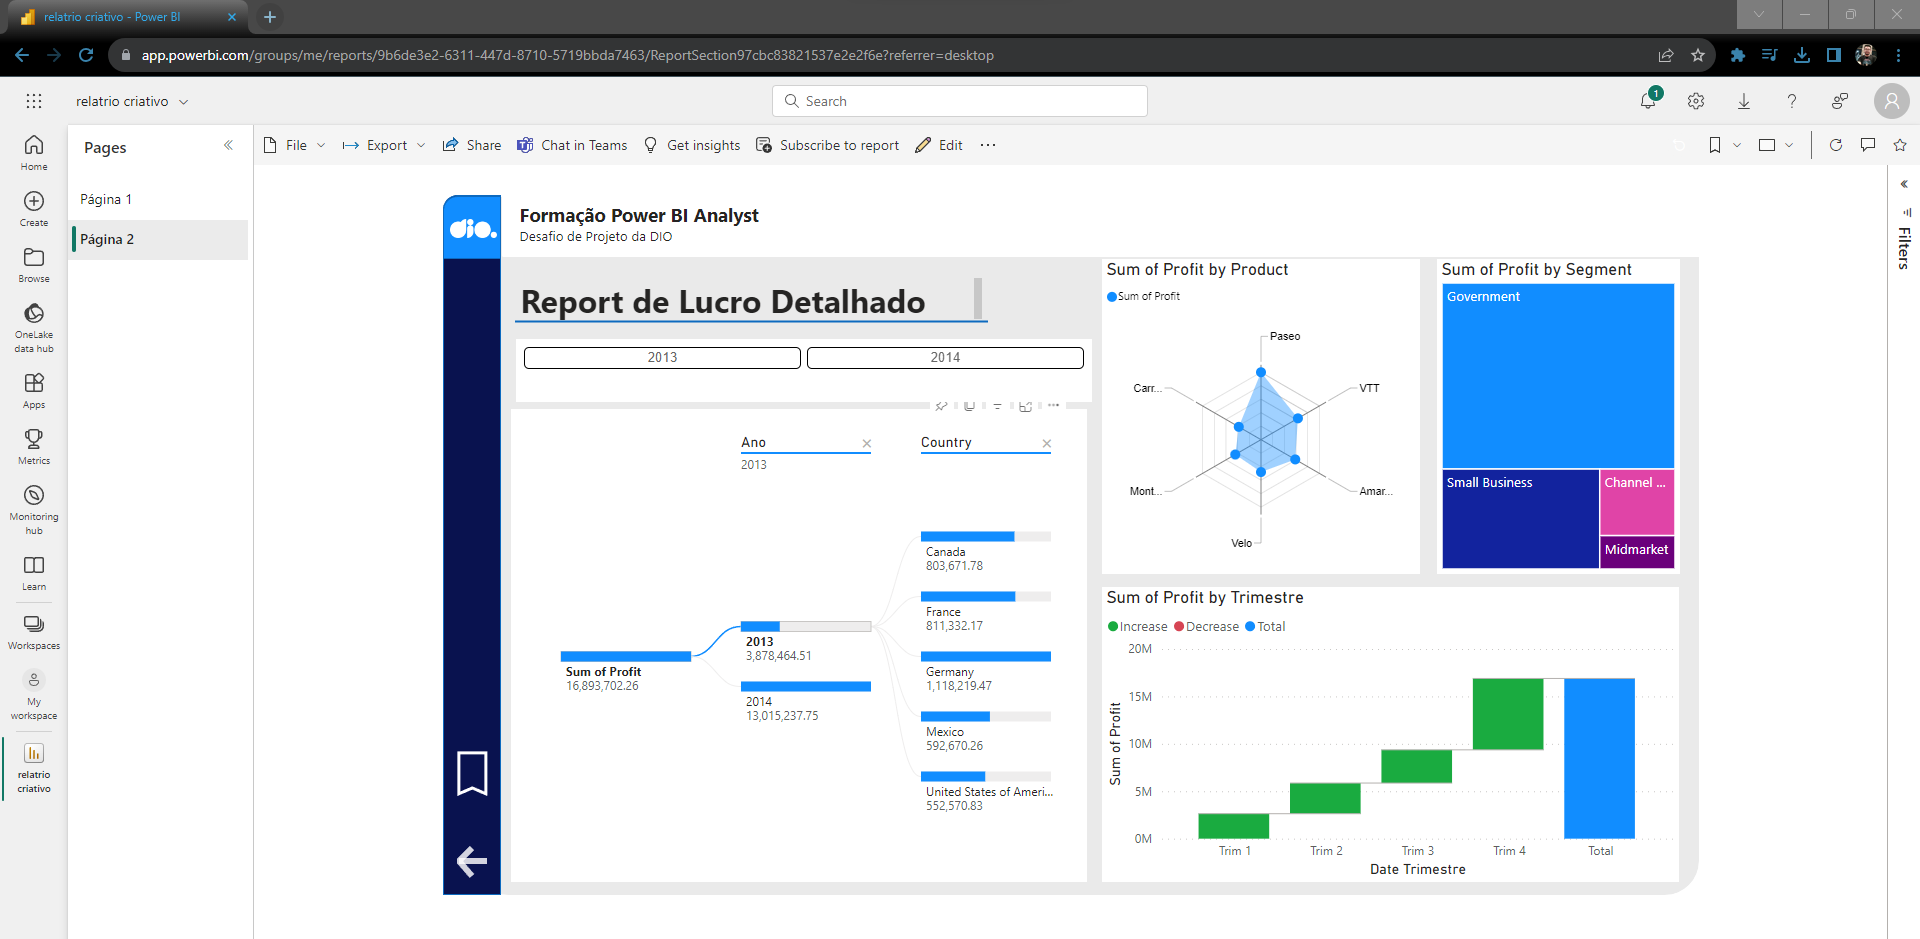 relatrio criativo - Power BI
app.powerbi.com/groups/me/reports/9b6de3e2-6311-447d-8710-5719bbda7463/ReportSection97cbc83821537e2e2f6e?referrer=desktop
relatrio criativo
Search
1
Home
Create
Browse
OneLake
data hub
Apps
Metrics
Monitoring
hub
Learn
Workspaces
My
workspace
relatrio
criativo
Pages
Página 1
Página 2
File
Export
Share
Chat in Teams
Get insights
Subscribe to report
Edit
Filters
dio.
Formação Power BI Analyst
Desafio de Projeto da DIO
Report de Lucro Detalhado
2013
2014
Ano
2013
Country
Sum of Profit
16,893,702.26
2013
3,878,464.51
2014
13,015,237.75
Canada
803,671.78
France
811,332.17
Germany
1,118,219.47
Mexico
592,670.26
United States of Ameri...
552,570.83
Sum of Profit by Product
Sum of Profit
Paseo
VTT
Amar...
Velo
Mont...
Carr...
Sum of Profit by Segment
Government
Small Business
Channel ...
Midmarket
Sum of Profit by Trimestre
Increase
Decrease
Total
Sum of Profit
20M
15M
10M
5M
0M
Trim 1
Trim 2
Trim 3
Trim 4
Total
Date Trimestre